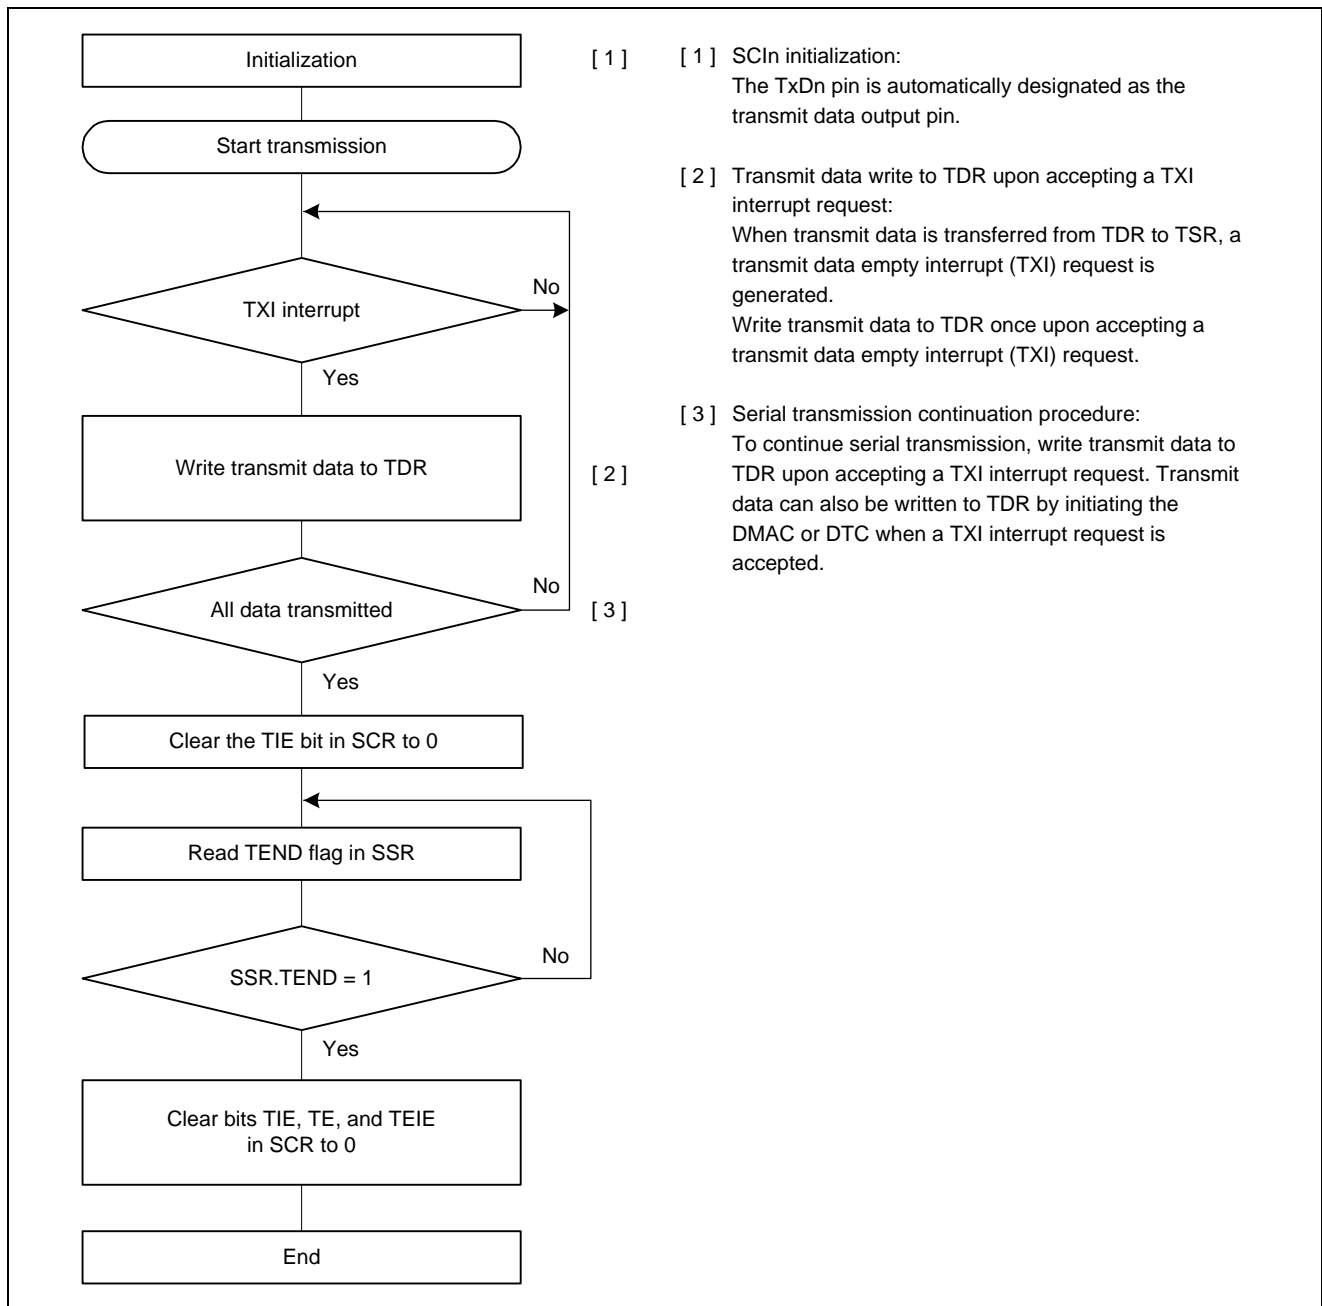 Initialization
[ 1 ]
Start transmission
TXI interrupt
No
Yes
Write transmit data to TDR
[ 2 ]
All data transmitted
No
[ 3 ]
Yes
Clear the TIE bit in SCR to 0
Read TEND flag in SSR
SSR.TEND = 1
No
Yes
Clear bits TIE, TE, and TEIE
in SCR to 0
End
[ 1 ] SCIn initialization:
The TxDn pin is automatically designated as the
transmit data output pin.
[ 2 ] Transmit data write to TDR upon accepting a TXI
interrupt request:
When transmit data is transferred from TDR to TSR, a
transmit data empty interrupt (TXI) request is
generated.
Write transmit data to TDR once upon accepting a
transmit data empty interrupt (TXI) request.
[ 3 ] Serial transmission continuation procedure:
To continue serial transmission, write transmit data to
TDR upon accepting a TXI interrupt request. Transmit
data can also be written to TDR by initiating the
DMAC or DTC when a TXI interrupt request is
accepted.